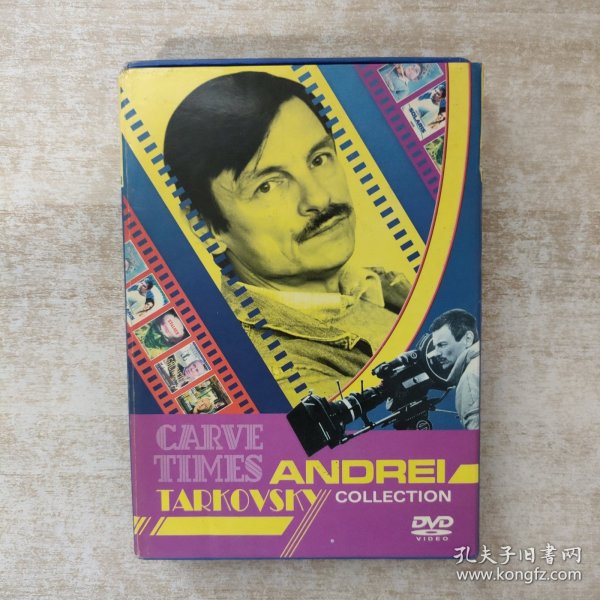 CARVE
TIMES
ANDREI
TARKOVSKY
COLLECTION
DVD
VIDEO
孔夫子旧书网
www.kongfz.com